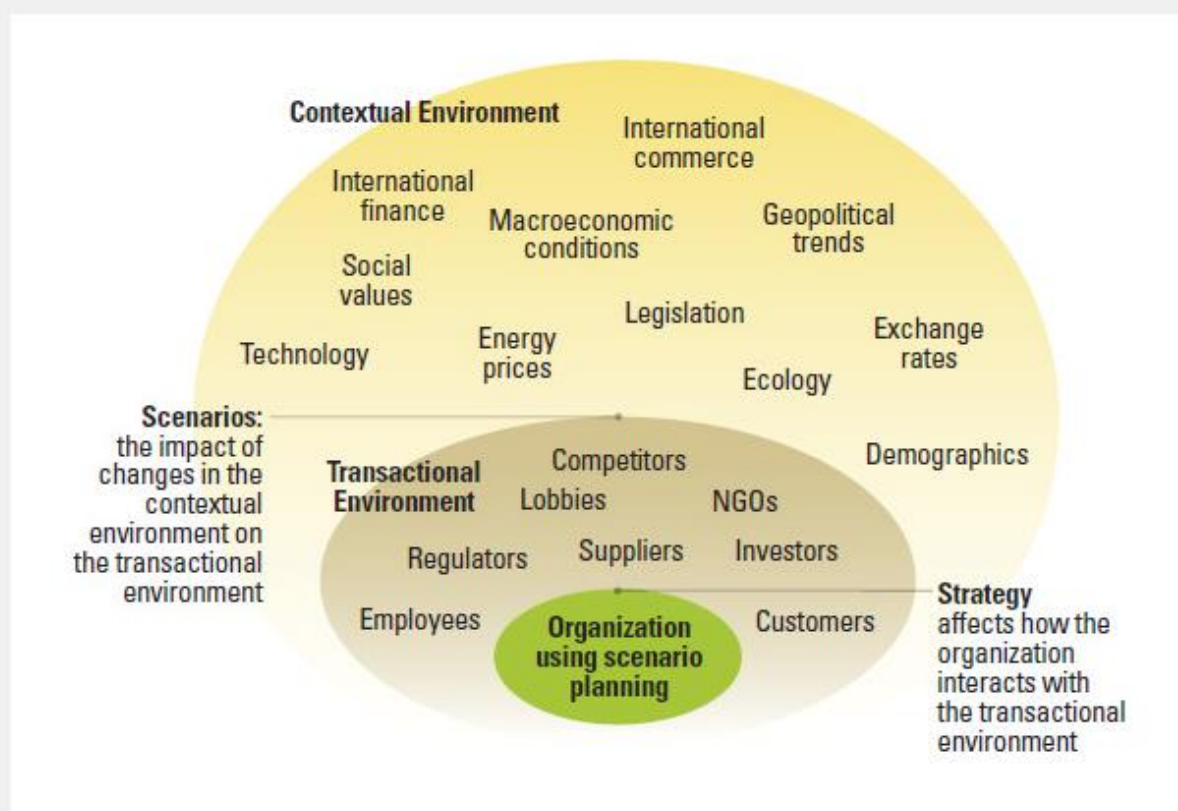 Contextual Environment
International
commerce
International
finance
Macroeconomic
conditions
Geopolitical
trends
Social
values
Legislation
Technology
Energy
prices
Exchange
rates
Ecology
Scenarios:
the impact of
changes in the
contextual
environment on
the transactional
environment
Demographics
Transactional
Environment
Competitors
Lobbies
NGOs
Regulators
Suppliers
Investors
Employees
Customers
Organization
using scenario
planning
Strategy
affects how the
organization
interacts with
the transactional
environment